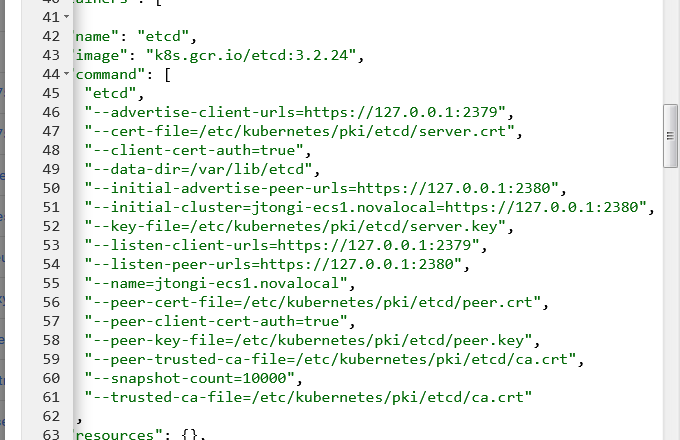 41
42 "name": "etcd",
43 "image": "k8s.gcr.io/etcd:3.2.24",
44 "command": [
45 "etcd",
46 "--advertise-client-urls=https://127.0.0.1:2379",
47 "--cert-file=/etc/kubernetes/pki/etcd/server.crt",
48 "--client-cert-auth=true",
49 "--data-dir=/var/lib/etcd",
50 "--initial-advertise-peer-urls=https://127.0.0.1:2380",
51 "--initial-cluster=jtongi-ecs1.novalocal=https://127.0.0.1:2380",
52 "--key-file=/etc/kubernetes/pki/etcd/server.key",
53 "--listen-client-urls=https://127.0.0.1:2379",
54 "--listen-peer-urls=https://127.0.0.1:2380",
55 "--name=jtongi-ecs1.novalocal",
56 "--peer-cert-file=/etc/kubernetes/pki/etcd/peer.crt",
57 "--peer-client-cert-auth=true",
58 "--peer-key-file=/etc/kubernetes/pki/etcd/peer.key",
59 "--peer-trusted-ca-file=/etc/kubernetes/pki/etcd/ca.crt",
60 "--snapshot-count=10000",
61 "--trusted-ca-file=/etc/kubernetes/pki/etcd/ca.crt"
62 ,
63 "resources": {},